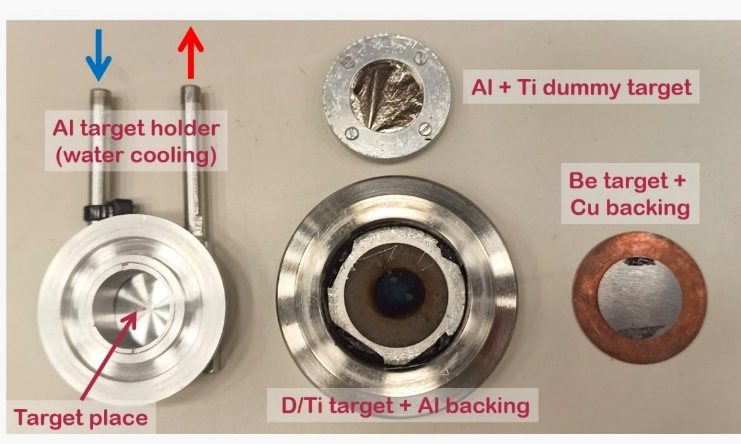 Al + Ti dummy target
Al target holder
(water cooling)
Be target +
Cu backing
D/Ti target + Al backing
Target place